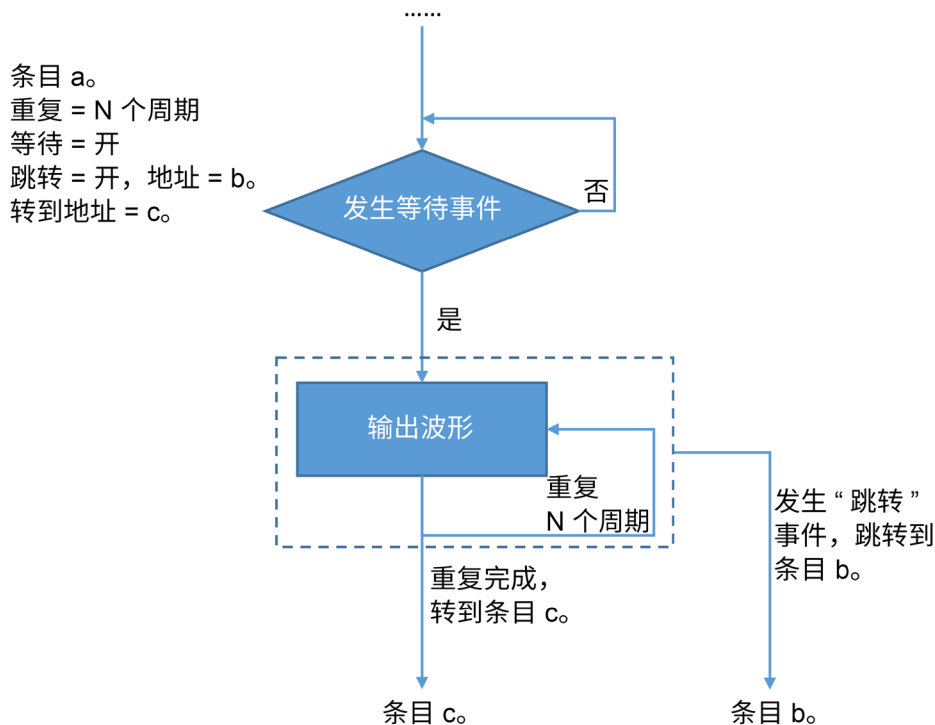 ......
条目 a。
重复 = N 个周期
等待 = 开
跳转 = 开，地址 = b。
转到地址 = c。
发生等待事件
否
是
输出波形
重复
N 个周期
发生 “ 跳转 ”
事件，跳转到
条目 b。
重复完成，
转到条目 c。
条目 c。
条目 b。